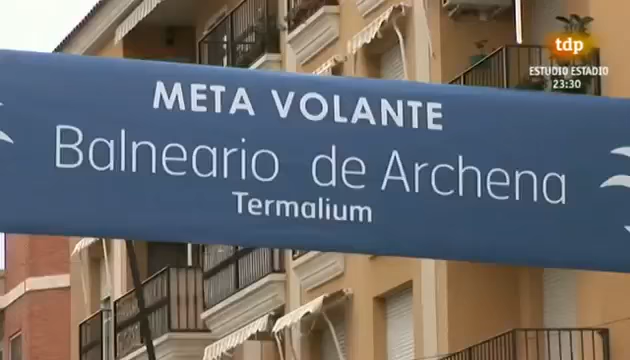 tdp
ESTUDIO ESTADIO
23:30
META VOLANTE
Balneario de Archena
Termalium